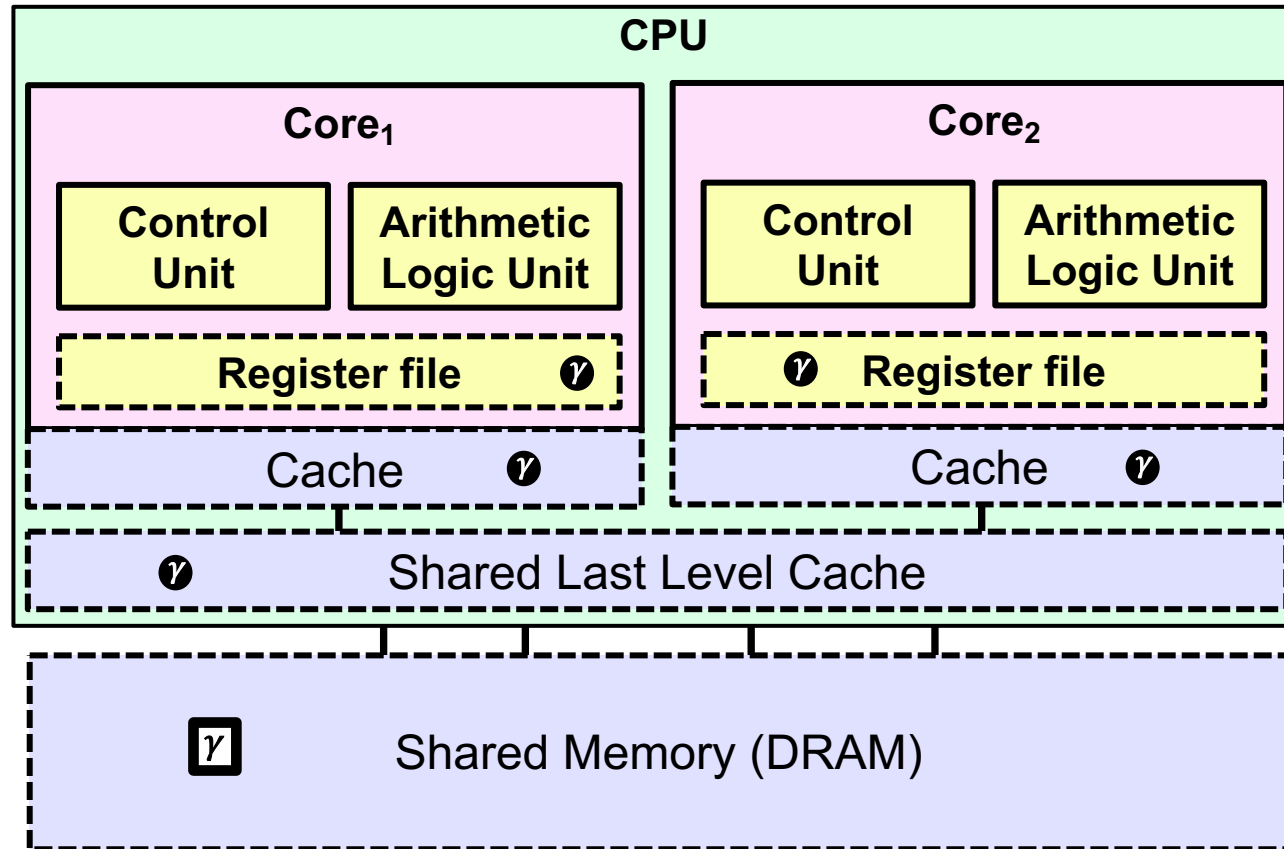 CPU
Core₁
Control
Unit
Arithmetic
Logic Unit
Register file γ
Cache γ
Core₂
Control
Unit
Arithmetic
Logic Unit
γ Register file
Cache γ
γ Shared Last Level Cache
γ Shared Memory (DRAM)